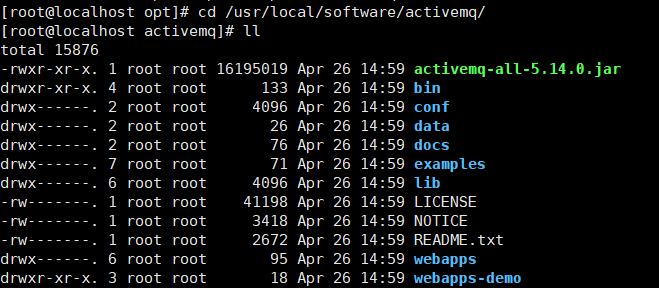 [root@localhost opt]# cd /usr/local/software/activemq/
[root@localhost activemq]# ll
total 15876
-rwxr-xr-x. 1 root root 16195019 Apr 26 14:59 activemq-all-5.14.0.jar
drwxr-xr-x. 4 root root      133 Apr 26 14:59 bin
drwx------. 2 root root     4096 Apr 26 14:59 conf
drwx------. 2 root root       26 Apr 26 14:59 data
drwx------. 2 root root       76 Apr 26 14:59 docs
drwx------. 7 root root       71 Apr 26 14:59 examples
drwx------. 6 root root     4096 Apr 26 14:59 lib
-rw-------. 1 root root    41198 Apr 26 14:59 LICENSE
-rw-------. 1 root root     3418 Apr 26 14:59 NOTICE
-rw-------. 1 root root     2672 Apr 26 14:59 README.txt
drwx------. 6 root root       95 Apr 26 14:59 webapps
drwxr-xr-x. 3 root root       18 Apr 26 14:59 webapps-demo